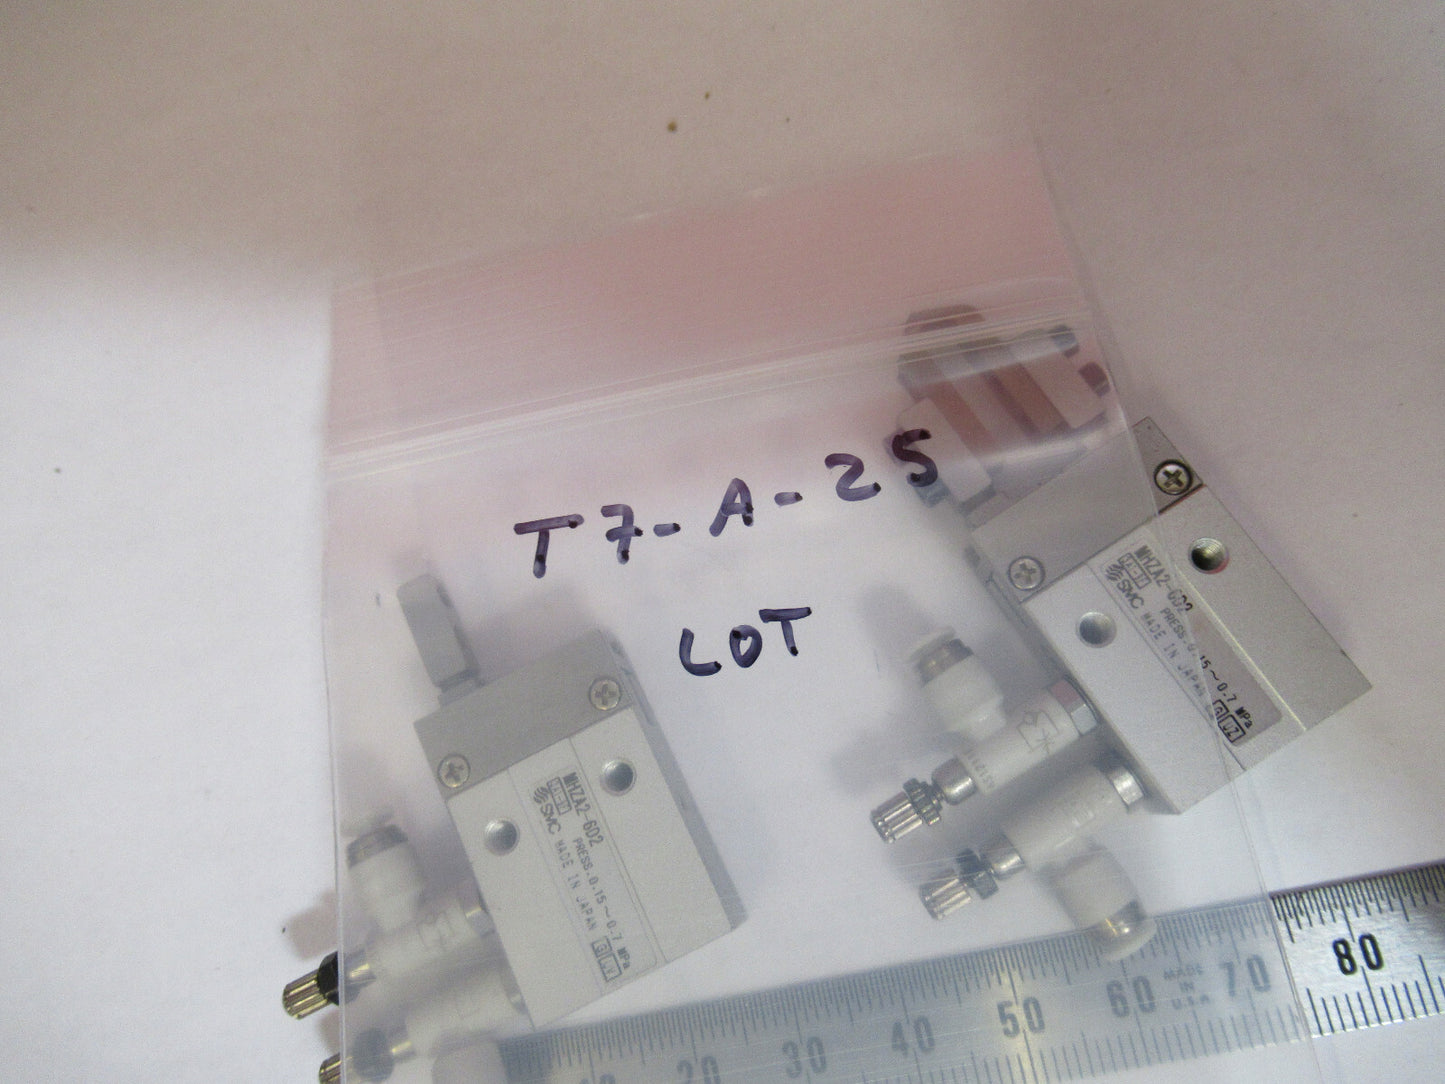 T7-A-25
LOT
MHZA2-6D2
SMC
PRESS.0.15~0.7 MPa
MADE IN JAPAN
MHZA2-6D2
SMC
PRESS.0.15~0.7 MPa
MADE IN JAPAN
20 30 40 50 60 70 80
MADE
IN
U.S.A